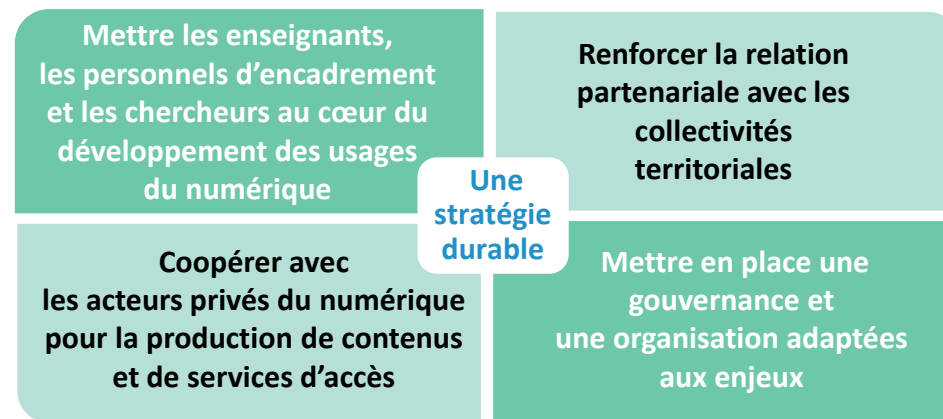 Mettre les enseignants,
les personnels d'encadrement
et les chercheurs au cœur du
développement des usages
du numérique
Renforcer la relation
partenariale avec les
collectivités
territoriales
Une
stratégie
durable
Coopérer avec
les acteurs privés du numérique
pour la production de contenus
et de services d'accès
Mettre en place une
gouvernance et
une organisation adaptées
aux enjeux